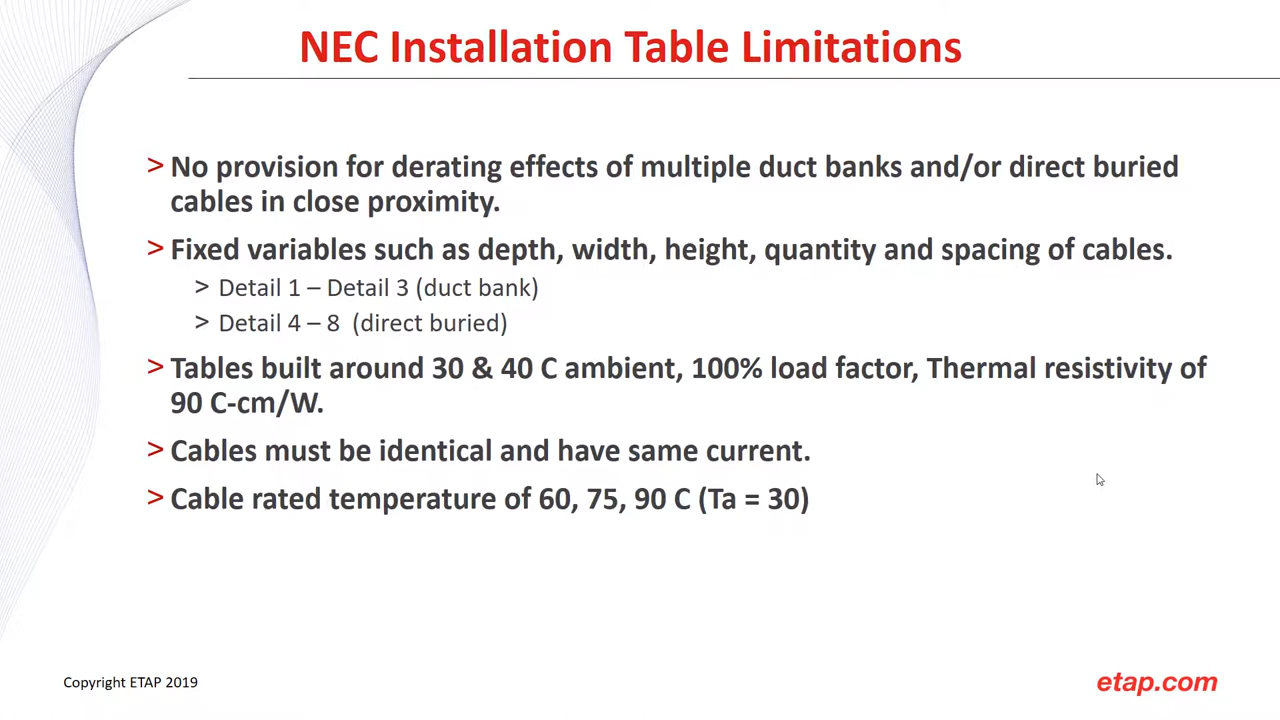 NEC Installation Table Limitations
> No provision for derating effects of multiple duct banks and/or direct buried
cables in close proximity.
> Fixed variables such as depth, width, height, quantity and spacing of cables.
> Detail 1 – Detail 3 (duct bank)
> Detail 4 – 8 (direct buried)
> Tables built around 30 & 40 C ambient, 100% load factor, Thermal resistivity of
90 C-cm/W.
> Cables must be identical and have same current.
> Cable rated temperature of 60, 75, 90 C (Ta = 30)
Copyright ETAP 2019
etap.com